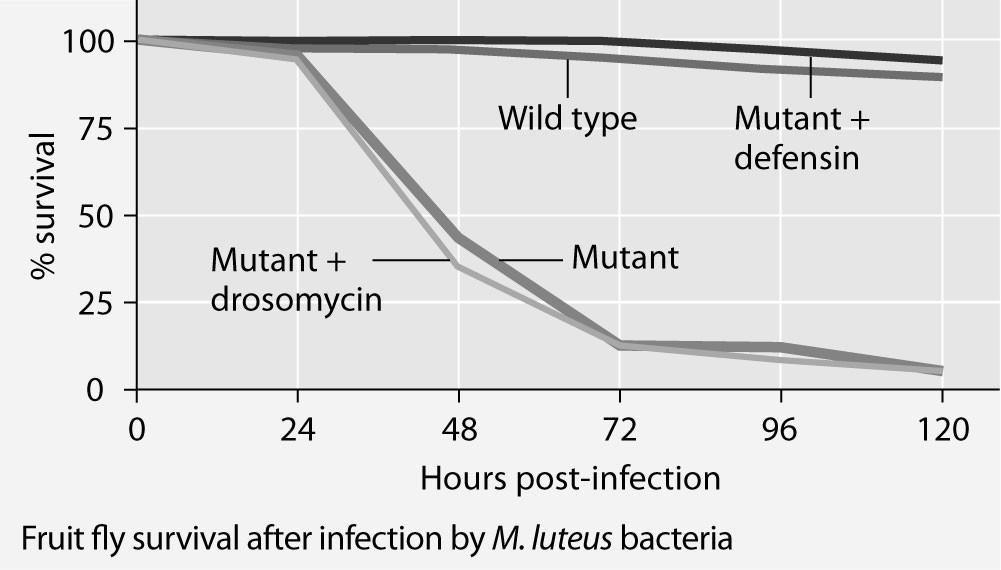 100
75
50
25
0
% survival
Wild type
Mutant +
defensin
Mutant +
drosomycin
Mutant
0 24 48 72 96 120
Hours post-infection
Fruit fly survival after infection by M. luteus bacteria